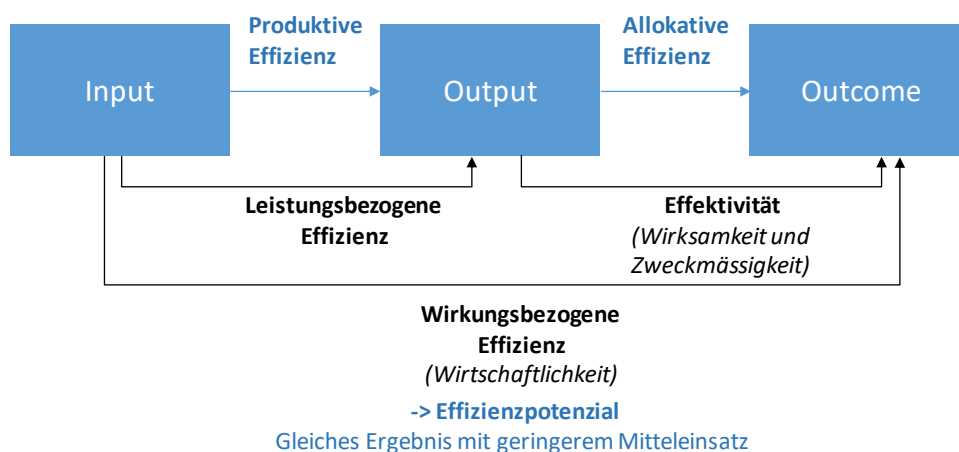 Produktive
Effizienz
Allokative
Effizienz
Input
Output
Outcome
Leistungsbezogene
Effizienz
Effektivität
(Wirksamkeit und
Zweckmässigkeit)
Wirkungsbezogene
Effizienz
(Wirtschaftlichkeit)
-> Effizienzpotenzial
Gleiches Ergebnis mit geringerem Mitteleinsatz